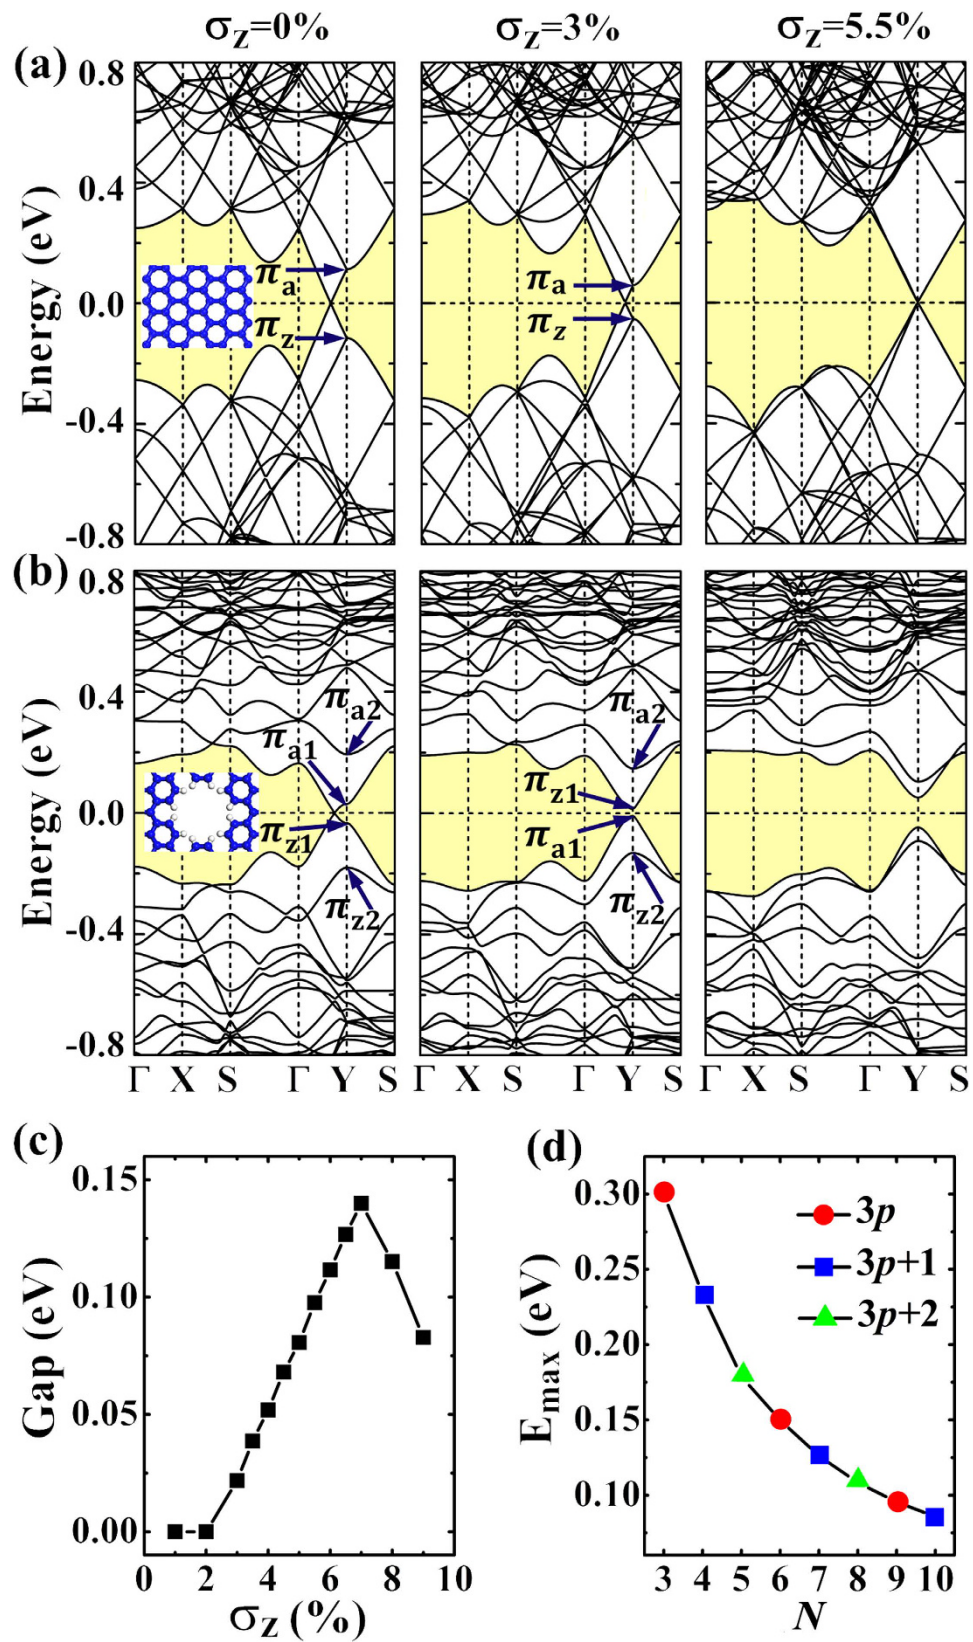 σz=0% σz=3% σz=5.5%
(a)
0.8
0.4
0.0
-0.4
-0.8
Energy (eV)
πa
πz
πa
πz
(b)
0.8
0.4
0.0
-0.4
-0.8
Energy (eV)
πa2
πa1
πz1
πz2
πa2
πz1
πa1
πz2
Γ X S Γ Y S Γ X S Γ Y S Γ X S Γ Y S
(c)
0.15
0.10
0.05
0.00
Gap (eV)
0 2 4 6 8 10
σz (%)
(d)
0.30
0.25
0.20
0.15
0.10
Emax (eV)
3p
3p+1
3p+2
3 4 5 6 7 8 9 10
N